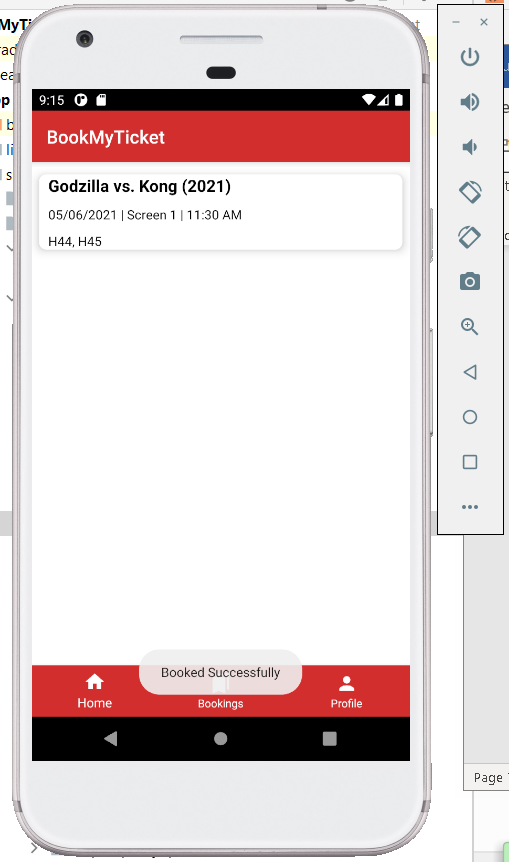 9:15
BookMyTicket
Godzilla vs. Kong (2021)
05/06/2021 | Screen 1 | 11:30 AM
H44, H45
Booked Successfully
Home
Bookings
Profile
Page